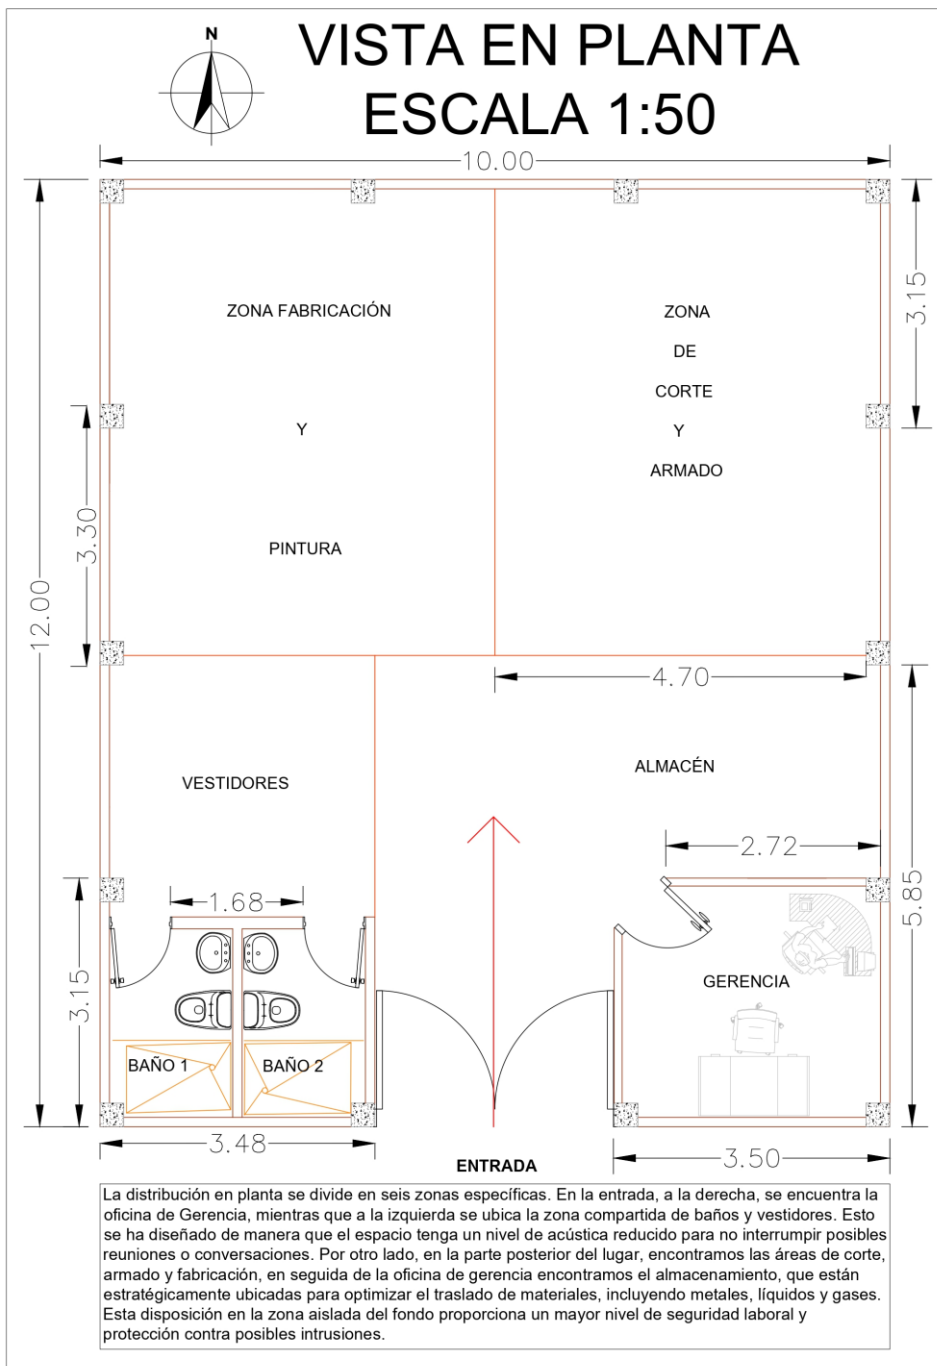 N
VISTA EN PLANTA
ESCALA 1:50
10.00
ZONA FABRICACIÓN
Y
PINTURA
ZONA
DE
CORTE
Y
ARMADO
3.15
3.30
12.00
4.70
VESTIDORES
ALMACÉN
2.72
5.85
1.68
3.15
GERENCIA
BAÑO 1
BAÑO 2
3.48
ENTRADA
3.50
La distribución en planta se divide en seis zonas específicas. En la entrada, a la derecha, se encuentra la
oficina de Gerencia, mientras que a la izquierda se ubica la zona compartida de baños y vestidores. Esto
se ha diseñado de manera que el espacio tenga un nivel de acústica reducido para no interrumpir posibles
reuniones o conversaciones. Por otro lado, en la parte posterior del lugar, encontramos las áreas de corte,
armado y fabricación, en seguida de la oficina de gerencia encontramos el almacenamiento, que están
estratégicamente ubicadas para optimizar el traslado de materiales, incluyendo metales, líquidos y gases.
Esta disposición en la zona aislada del fondo proporciona un mayor nivel de seguridad laboral y
protección contra posibles intrusiones.